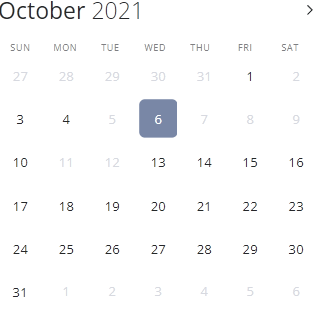 October 2021 >
SUN MON TUE WED THU FRI SAT
27 28 29 30 31 1 2
3 4 5 6 7 8 9
10 11 12 13 14 15 16
17 18 19 20 21 22 23
24 25 26 27 28 29 30
31 1 2 3 4 5 6